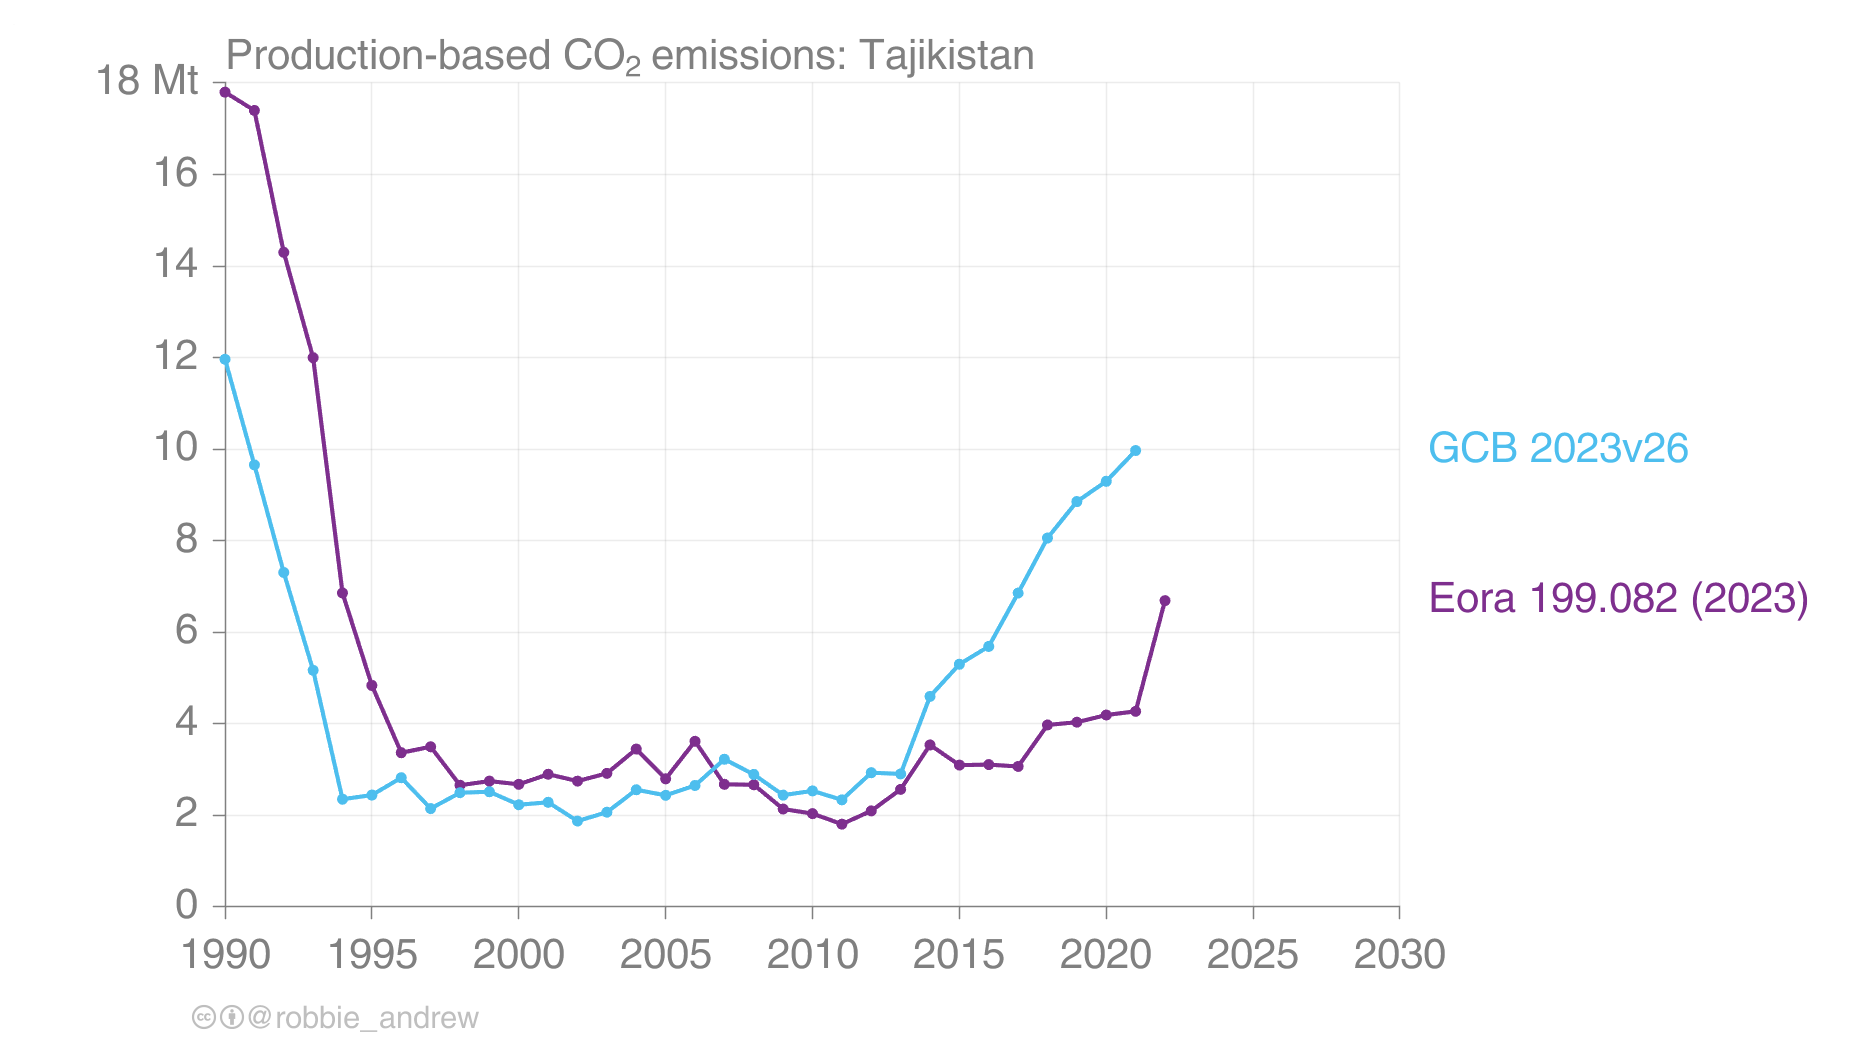 Production-based CO₂ emissions: Tajikistan
18 Mt
16
14
12
10
8
6
4
2
0
1990 1995 2000 2005 2010 2015 2020 2025 2030
GCB 2023v26
Eora 199.082 (2023)
cc @robbie_andrew